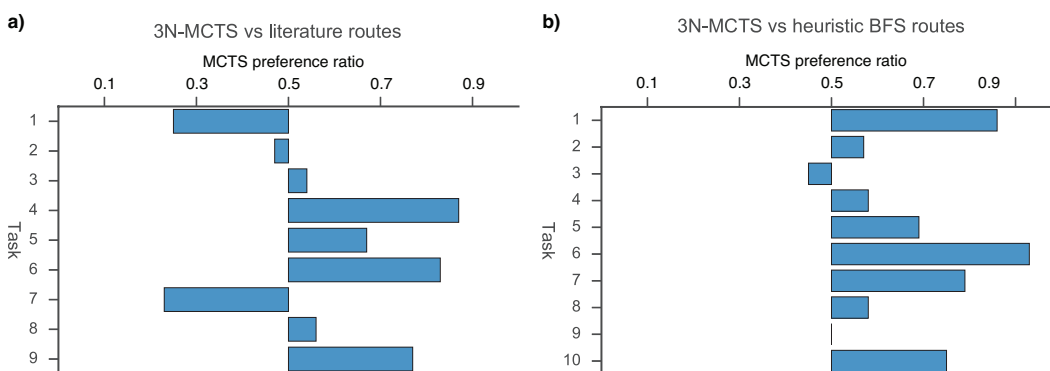 a)
3N-MCTS vs literature routes
MCTS preference ratio
0.1 0.3 0.5 0.7 0.9
1
2
3
4
5
6
7
8
9
Task
b)
3N-MCTS vs heuristic BFS routes
MCTS preference ratio
0.1 0.3 0.5 0.7 0.9
1
2
3
4
5
6
7
8
9
10
Task